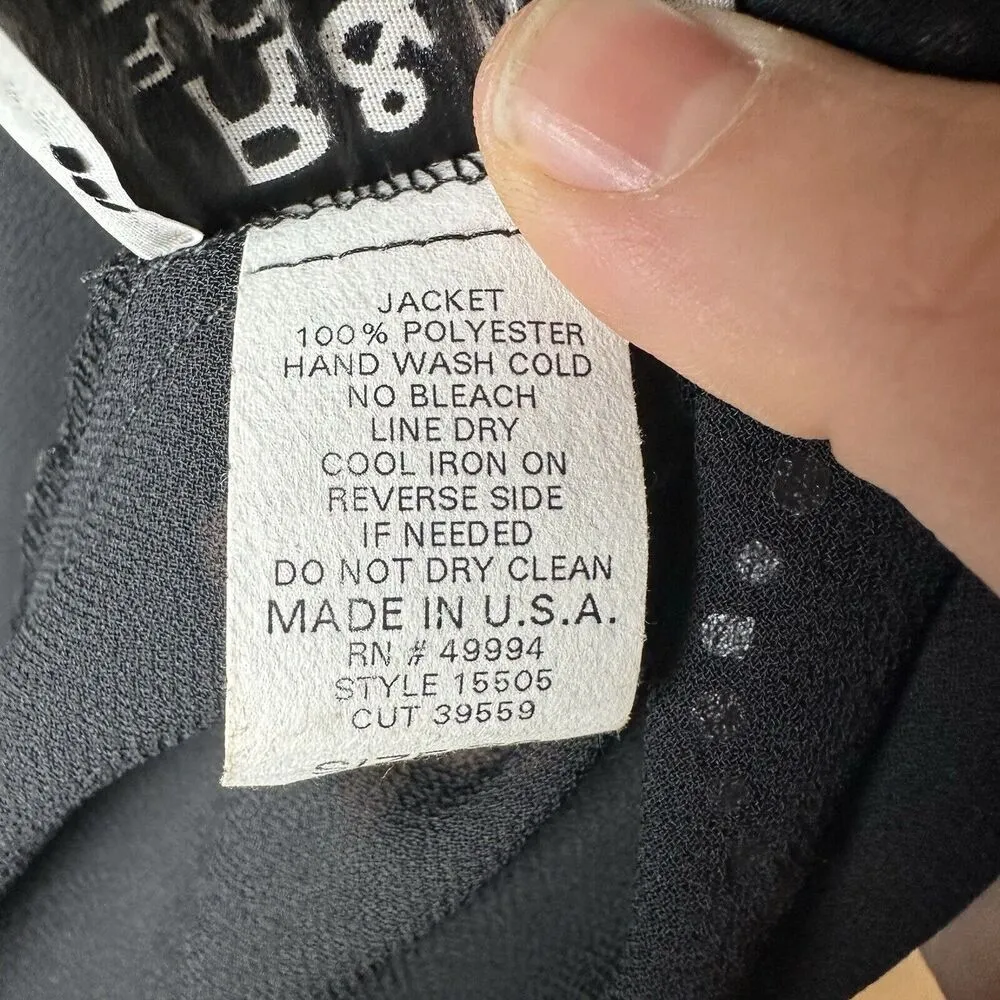 JACKET
100% POLYESTER
HAND WASH COLD
NO BLEACH
LINE DRY
COOL IRON ON
REVERSE SIDE
IF NEEDED
DO NOT DRY CLEAN
MADE IN U.S.A.
RN # 49994
STYLE 15505
CUT 39559